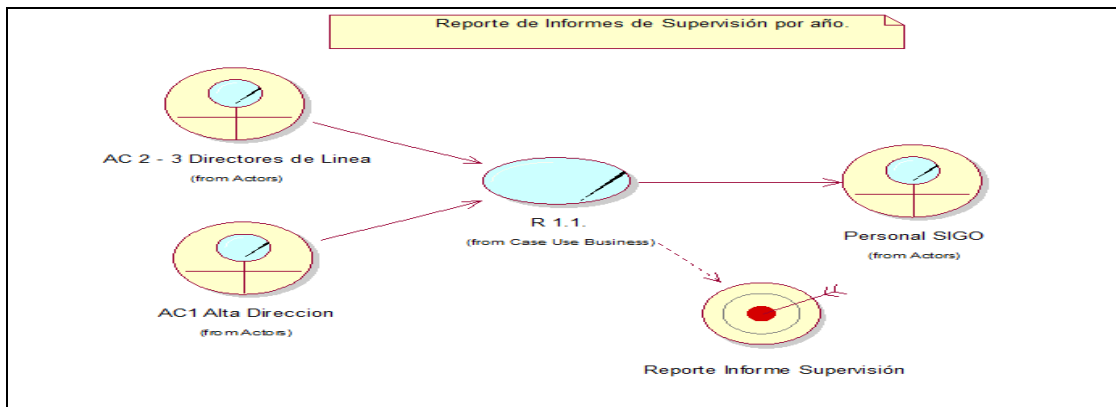 Reporte de Informes de Supervisión por año.
AC 2 - 3 Directores de Linea
(from Actors)
R 1.1.
(from Case Use Business)
Personal SIGO
(from Actors)
AC1 Alta Direccion
(from Actors)
Reporte Informe Supervisión